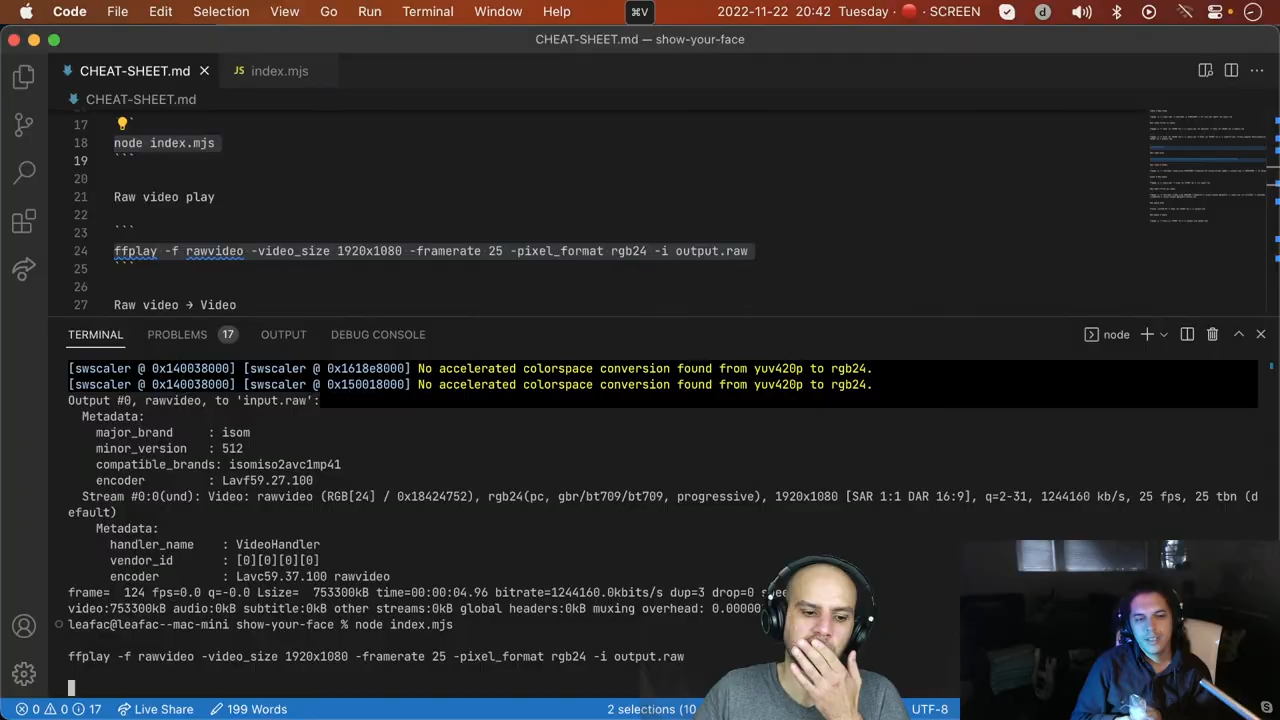 Code File Edit Selection View Go Run Terminal Window Help ⌘V 2022-11-22 20:42 Tuesday SCREEN
CHEAT-SHEET.md — show-your-face
CHEAT-SHEET.md JS index.mjs
CHEAT-SHEET.md
17
18 node index.mjs
19 ```
20
21 Raw video play
22
23 ```
24 ffplay -f rawvideo -video_size 1920x1080 -framerate 25 -pixel_format rgb24 -i output.raw
25 ```
26
27 Raw video → Video
TERMINAL PROBLEMS 17 OUTPUT DEBUG CONSOLE node
[swscaler @ 0x140038000] [swscaler @ 0x1618e8000] No accelerated colorspace conversion found from yuv420p to rgb24.
[swscaler @ 0x140038000] [swscaler @ 0x150018000] No accelerated colorspace conversion found from yuv420p to rgb24.
Output #0, rawvideo, to 'input.raw':
Metadata:
major_brand : isom
minor_version : 512
compatible_brands: isomiso2avc1mp41
encoder : Lavf59.27.100
Stream #0:0(und): Video: rawvideo (RGB[24] / 0x18424752), rgb24(pc, gbr/bt709/bt709, progressive), 1920x1080 [SAR 1:1 DAR 16:9], q=2-31, 1244160 kb/s, 25 fps, 25 tbn (d
efault)
Metadata:
handler_name : VideoHandler
vendor_id : [0][0][0][0]
encoder : Lavc59.37.100 rawvideo
frame= 124 fps=0.0 q=-0.0 Lsize= 753300kB time=00:00:04.96 bitrate=1244160.0kbits/s dup=3 drop=0
video:753300kB audio:0kB subtitle:0kB other streams:0kB global headers:0kB muxing overhead: 0.00000
leafac@leafac--mac-mini show-your-face % node index.mjs
ffplay -f rawvideo -video_size 1920x1080 -framerate 25 -pixel_format rgb24 -i output.raw
0 0 17 Live Share 199 Words 2 selections (10 UTF-8